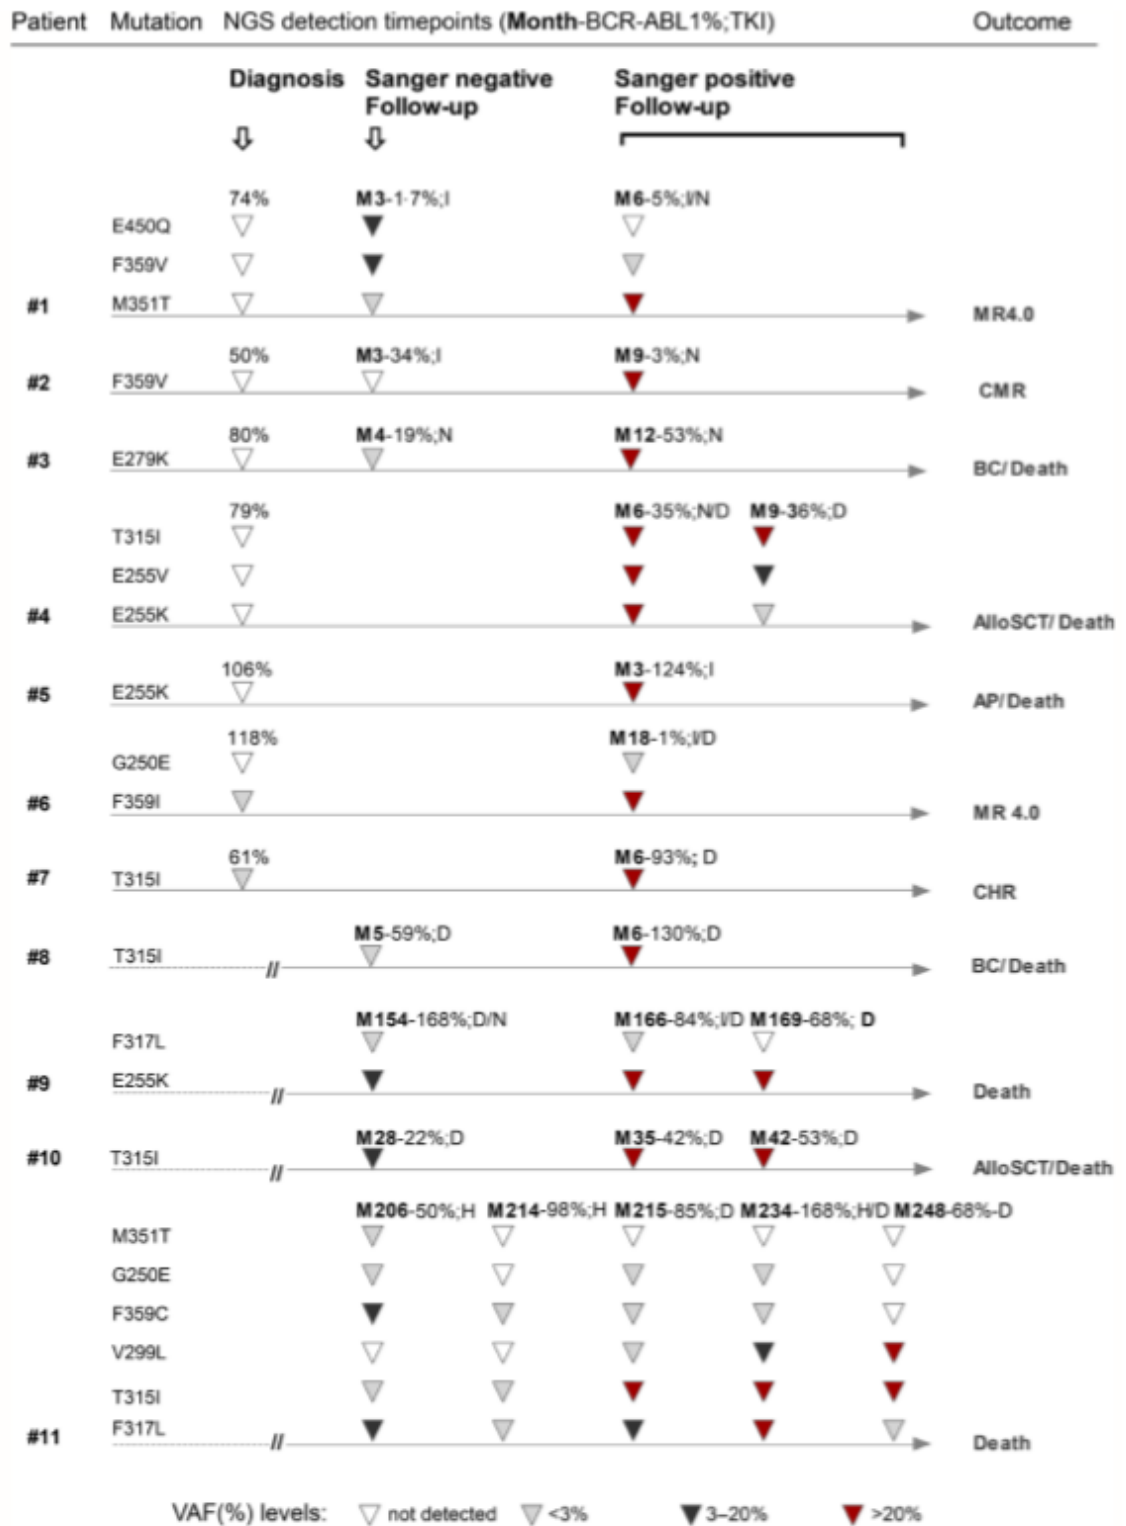 Patient Mutation NGS detection timepoints (Month-BCR-ABL1%;TKI) Outcome
Diagnosis Sanger negative Follow-up Sanger positive Follow-up
74% M3-1·7%;I M6-5%;I/N
E450Q
F359V
#1 M351T MR4.0
50% M3-34%;I M9-3%;N
#2 F359V CMR
80% M4-19%;N M12-53%;N
#3 E279K BC/Death
79% M6-35%;N/D M9-36%;D
T315I
E255V
#4 E255K AlloSCT/Death
106% M3-124%;I
#5 E255K AP/Death
118% M18-1%;I/D
G250E
#6 F359I MR 4.0
61% M6-93%; D
#7 T315I CHR
M5-59%;D M6-130%;D
#8 T315I // BC/Death
M154-168%;D/N M166-84%;I/D M169-68%; D
F317L
#9 E255K // Death
M28-22%;D M35-42%;D M42-53%;D
#10 T315I // AlloSCT/Death
M206-50%;H M214-98%;H M215-85%;D M234-168%;H/D M248-68%-D
M351T
G250E
F359C
V299L
T315I
#11 F317L // Death
VAF(%) levels: not detected <3% 3–20% >20%